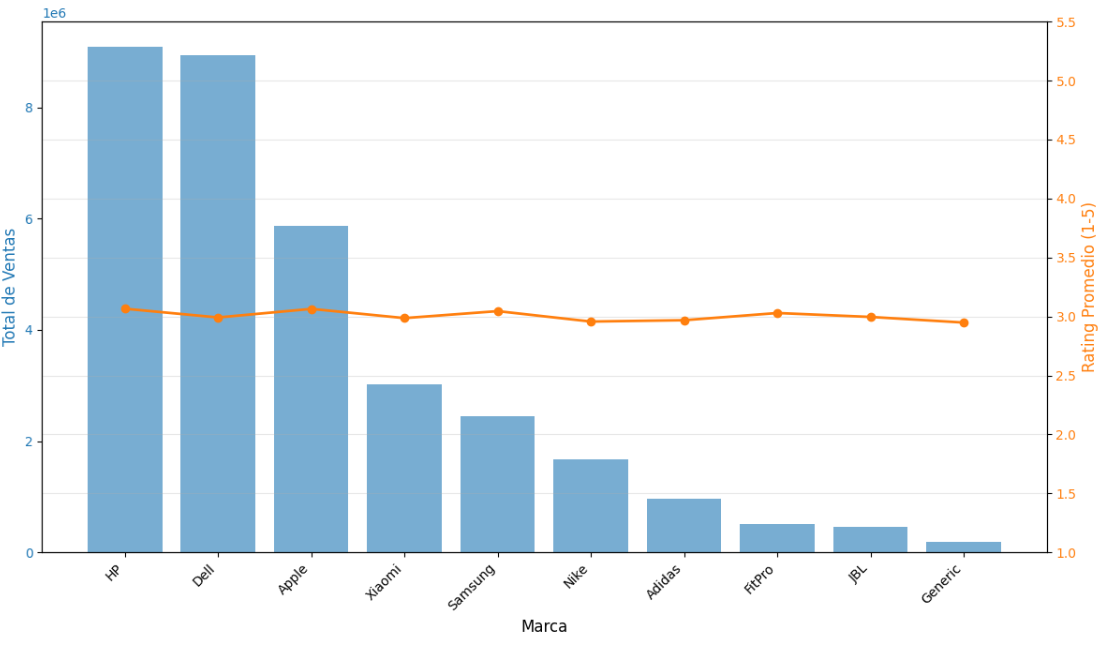 1e6
8
6
4
2
0
Total de Ventas
5.5
5.0
4.5
4.0
3.5
3.0
2.5
2.0
1.5
1.0
Rating Promedio (1-5)
HP
Dell
Apple
Xiaomi
Samsung
Nike
Adidas
FitPro
JBL
Generic
Marca